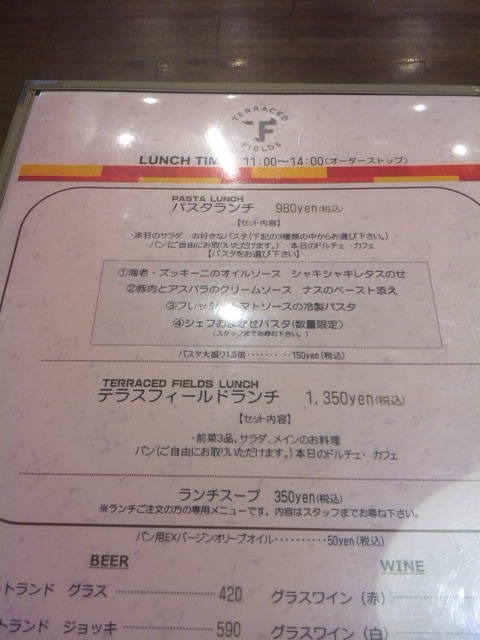 TERRACED
F
FIELDS
LUNCH TIME 11:00～14:00(オーダーストップ)
PASTA LUNCH
パスタランチ 980yen(税込)
【セット内容】
・本日のサラダ ・お好きなパスタ(下記の3種類の中からお選び下さい。)
・パン(ご自由にお取りいただけます。) ・本日のドルチェ・カフェ
【パスタをお選び下さい】
①海老・ズッキーニのオイルソース シャキシャキレタスのせ
②豚肉とアスパラのクリームソース ナスのペースト添え
③フレッシュトマトソースの冷製パスタ
④シェフおまかせパスタ(数量限定)
(スタッフまでお尋ね下さい。)
パスタ大盛り1.5倍・・・・・・・・・150yen(税込)
TERRACED FIELDS LUNCH
テラスフィールドランチ 1,350yen(税込)
【セット内容】
・前菜3品、サラダ、メインのお料理
パン(ご自由にお取りいただけます。)本日のドルチェ・カフェ
ランチスープ 350yen(税込)
※ランチご注文の方の専用メニューです。内容はスタッフまでお尋ね下さい。
パン用EXバージンオリーブオイル・・・・・・・・・・50yen(税込)
BEER WINE
トランド グラス 420 グラスワイン (赤)
トランド ジョッキ 590 グラスワイン (白)